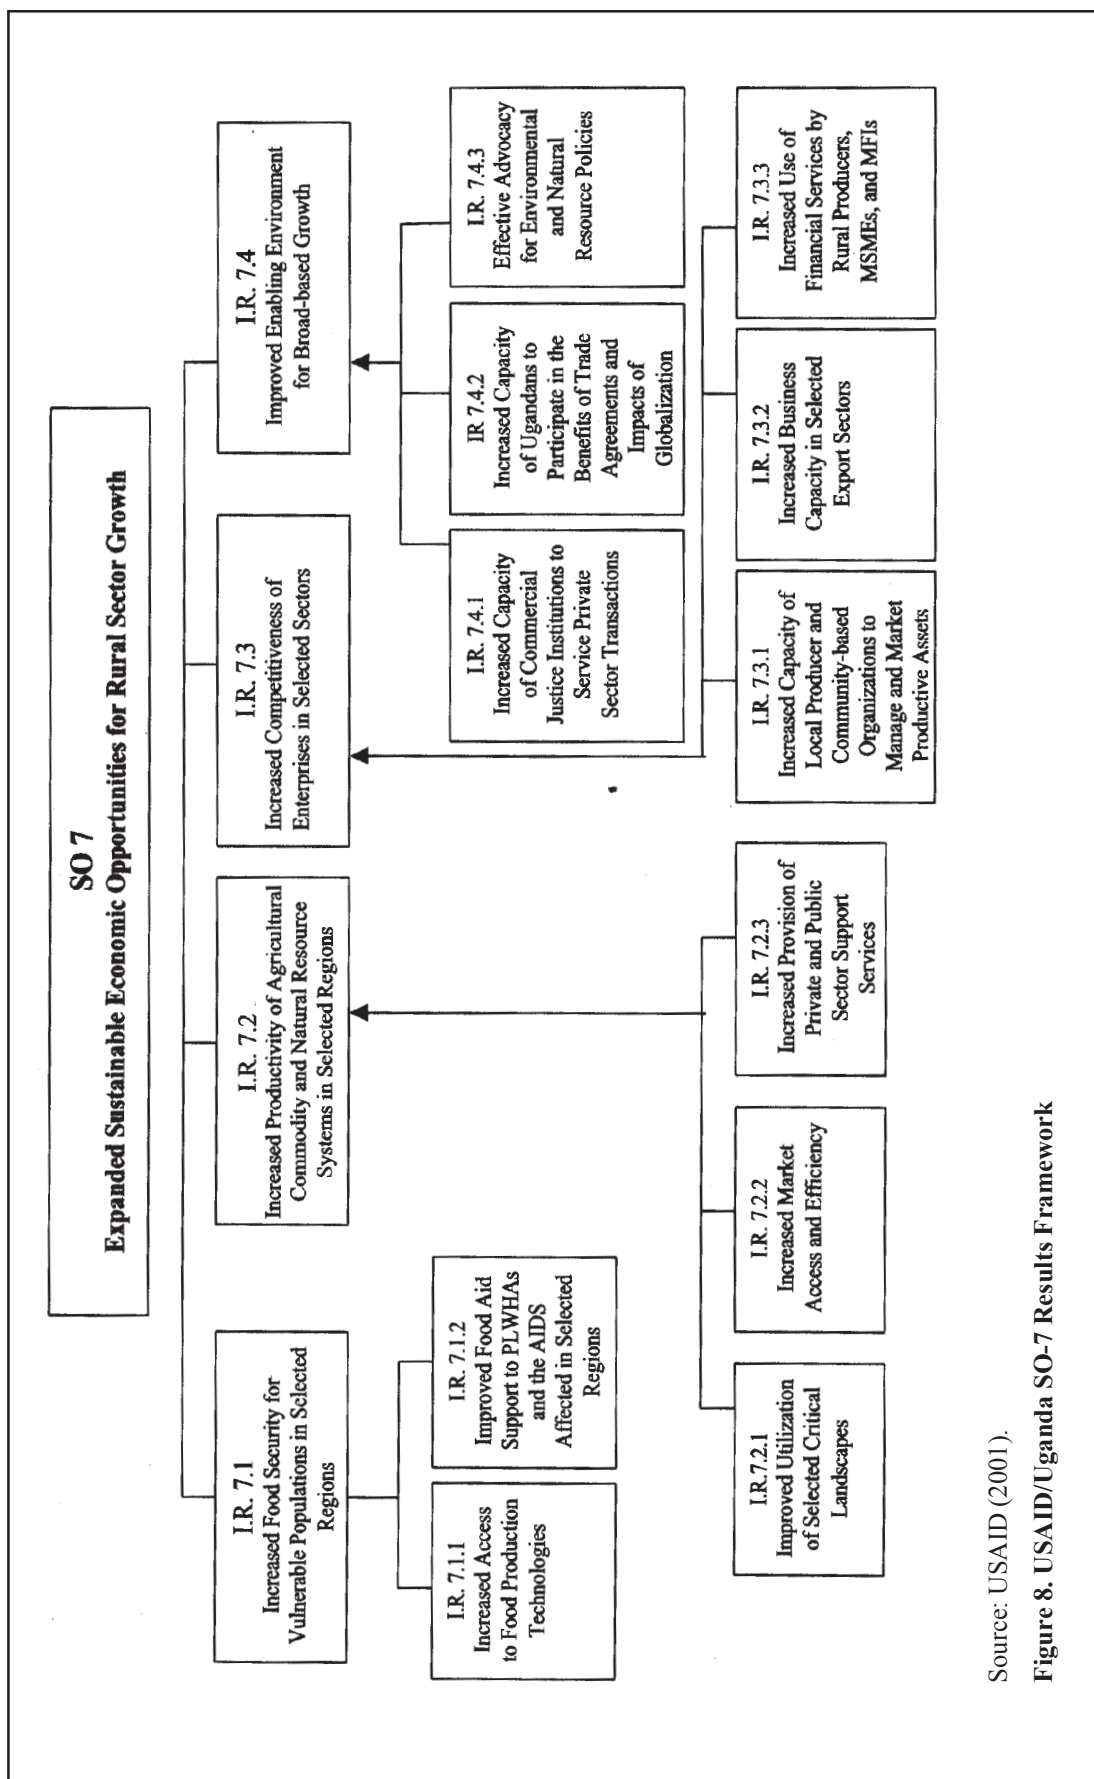 SO 7
Expanded Sustainable Economic Opportunities for Rural Sector Growth
I.R. 7.1
Increased Food Security for
Vulnerable Populations in Selected
Regions
I.R. 7.2
Increased Productivity of Agricultural
Commodity and Natural Resource
Systems in Selected Regions
I.R. 7.3
Increased Competitiveness of
Enterprises in Selected Sectors
I.R. 7.4
Improved Enabling Environment
for Broad-based Growth
I.R. 7.1.1
Increased Access
to Food Production
Technologies
I.R. 7.1.2
Improved Food Aid
Support to PLWHAs
and the AIDS
Affected in Selected
Regions
I.R. 7.4.1
Increased Capacity
of Commercial
Justice Institutions to
Service Private
Sector Transactions
IR 7.4.2
Increased Capacity
of Ugandans to
Participate in the
Benefits of Trade
Agreements and
Impacts of
Globalization
I.R. 7.4.3
Effective Advocacy
for Environmental
and Natural
Resource Policies
I.R.7.2.1
Improved Utilization
of Selected Critical
Landscapes
I.R. 7.2.2
Increased Market
Access and Efficiency
I.R. 7.2.3
Increased Provision of
Private and Public
Sector Support
Services
I.R. 7.3.1
Increased Capacity of
Local Producer and
Community-based
Organizations to
Manage and Market
Productive Assets
I.R. 7.3.2
Increased Business
Capacity in Selected
Export Sectors
I.R. 7.3.3
Increased Use of
Financial Services by
Rural Producers,
MSMEs, and MFIs
Source: USAID (2001).
Figure 8. USAID/Uganda SO-7 Results Framework